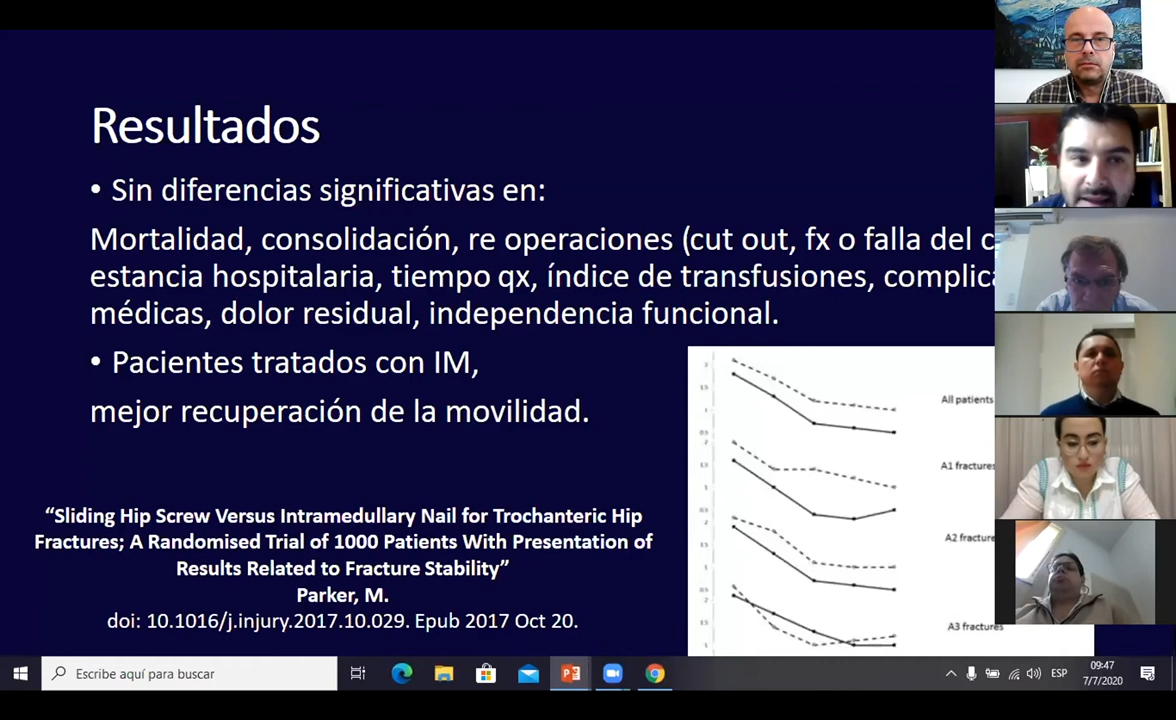 Resultados
• Sin diferencias significativas en:
Mortalidad, consolidación, re operaciones (cut out, fx o falla del
estancia hospitalaria, tiempo qx, índice de transfusiones,
médicas, dolor residual, independencia funcional.
• Pacientes tratados con IM,
mejor recuperación de la movilidad.
All patients
A1 fractures
A2 fracture
A3 fractures
“Sliding Hip Screw Versus Intramedullary Nail for Trochanteric Hip
Fractures; A Randomised Trial of 1000 Patients With Presentation of
Results Related to Fracture Stability”
Parker, M.
doi: 10.1016/j.injury.2017.10.029. Epub 2017 Oct 20.
Escribe aquí para buscar
ESP
09:47
7/7/2020